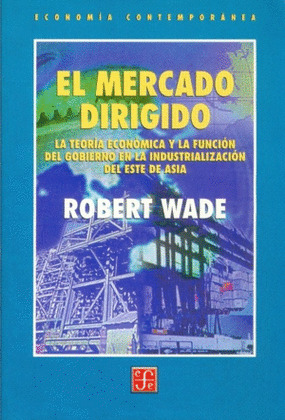 ECONOMÍA CONTEMPORÁNEA
EL MERCADO
DIRIGIDO
LA TEORÍA ECONÓMICA Y LA FUNCIÓN
DEL GOBIERNO EN LA INDUSTRIALIZACIÓN
DEL ESTE DE ASIA
ROBERT WADE
cfe